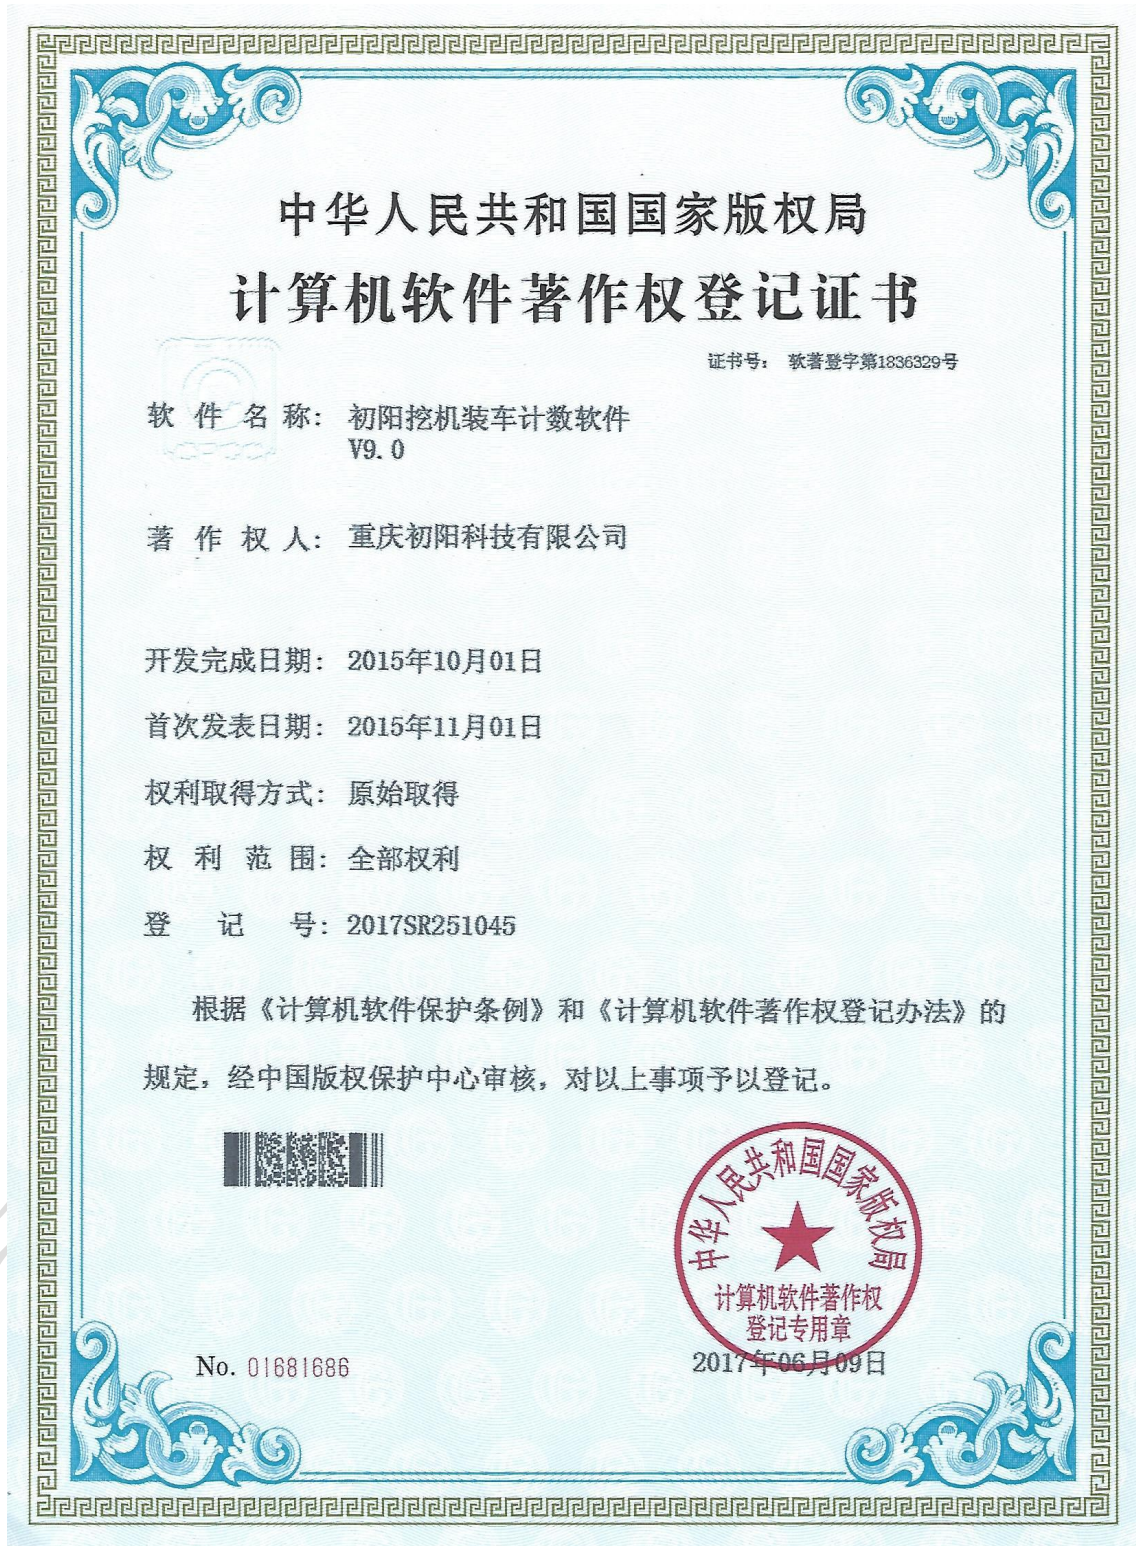 中华人民共和国国家版权局
计算机软件著作权登记证书
证书号： 软著登字第1836329号
软件名称： 初阳挖机装车计数软件
V9.0
著作权人： 重庆初阳科技有限公司
开发完成日期： 2015年10月01日
首次发表日期： 2015年11月01日
权利取得方式： 原始取得
权利范围： 全部权利
登记号： 2017SR251045
根据《计算机软件保护条例》和《计算机软件著作权登记办法》的
规定，经中国版权保护中心审核，对以上事项予以登记。
中华人民共和国国家版权局
计算机软件著作权
登记专用章
No. 01681686
2017年06月09日